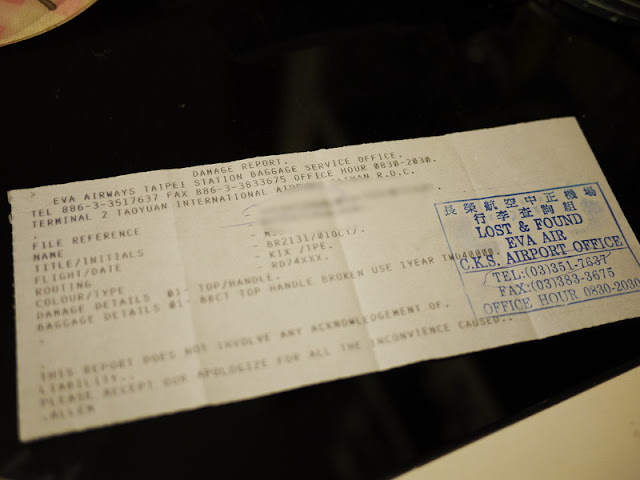 DAMAGE REPORT.
> EVA AIRWAYS TAIPEI STATION BAGGAGE SERVICE OFFICE.
TEL 886-3-3517637 FAX 886-3-3833675 OFFICE HOUR 0830-2030.
TERMINAL 2 TAOYUAN INTERNATIONAL AIRPORT TAIWAN R.O.C.
.
FILE REFERENCE
NAME -
TITLE/INITIALS - M
FLIGHT/DATE - BR2131/01OCT/.
ROUTING - KIX /TPE.
COLOUR/TYPE - RD74XXX.
DAMAGE DETAILS 01- TOP/HANDLE.
BAGGAGE DETAILS 01- 80CT TOP HANDLE BROKEN USE 1YEAR TWD40000.
.
.
THIS REPORT DOES NOT INVOLVE ANY ACKNOWLEDGEMENT OF.
LIABILITY..
PLEASE ACCEPT OUR APOLOGIZE FOR ALL THE INCONVIENCE CAUSED..
.ALLEN
長榮航空中正機場
行李查詢組
LOST & FOUND
EVA AIR
C.K.S. AIRPORT OFFICE
TEL:(03)351-7637
FAX:(03)383-3675
OFFICE HOUR 0830-2030